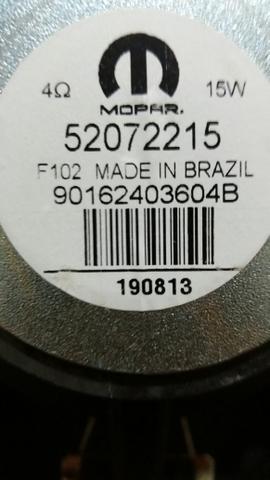 4Ω 15W
MOPAR.
52072215
F102 MADE IN BRAZIL
90162403604B
190813